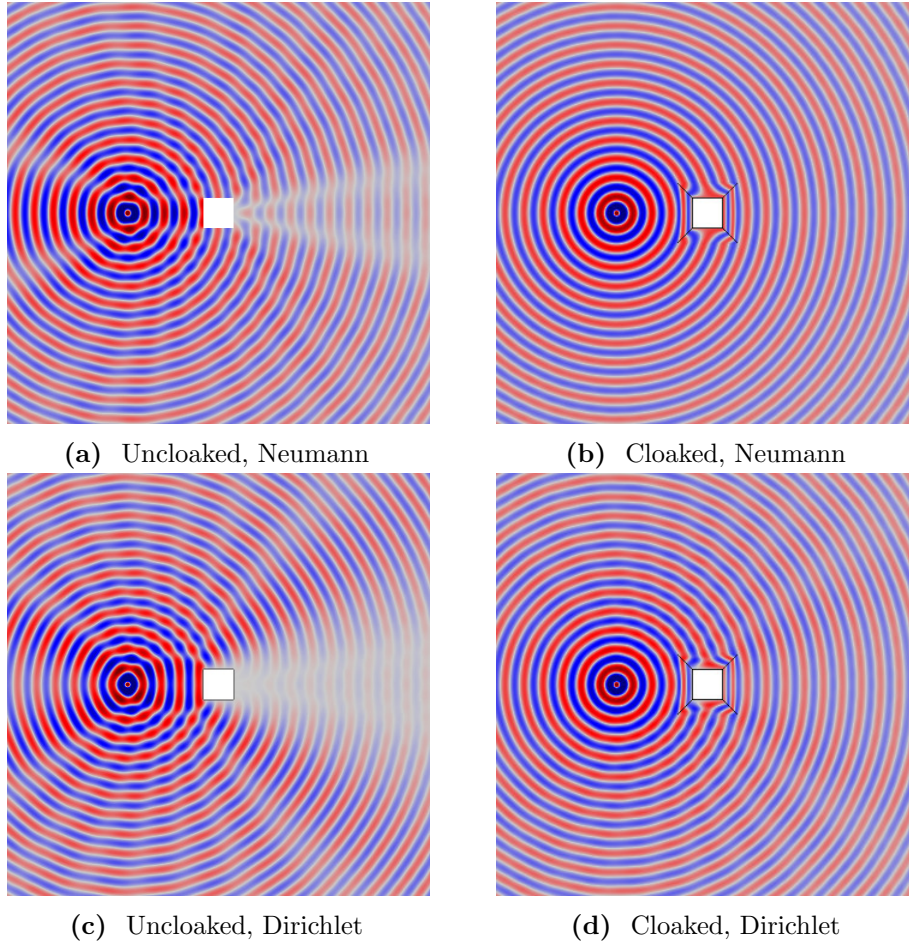 (a) Uncloaked, Neumann
(b) Cloaked, Neumann
(c) Uncloaked, Dirichlet
(d) Cloaked, Dirichlet